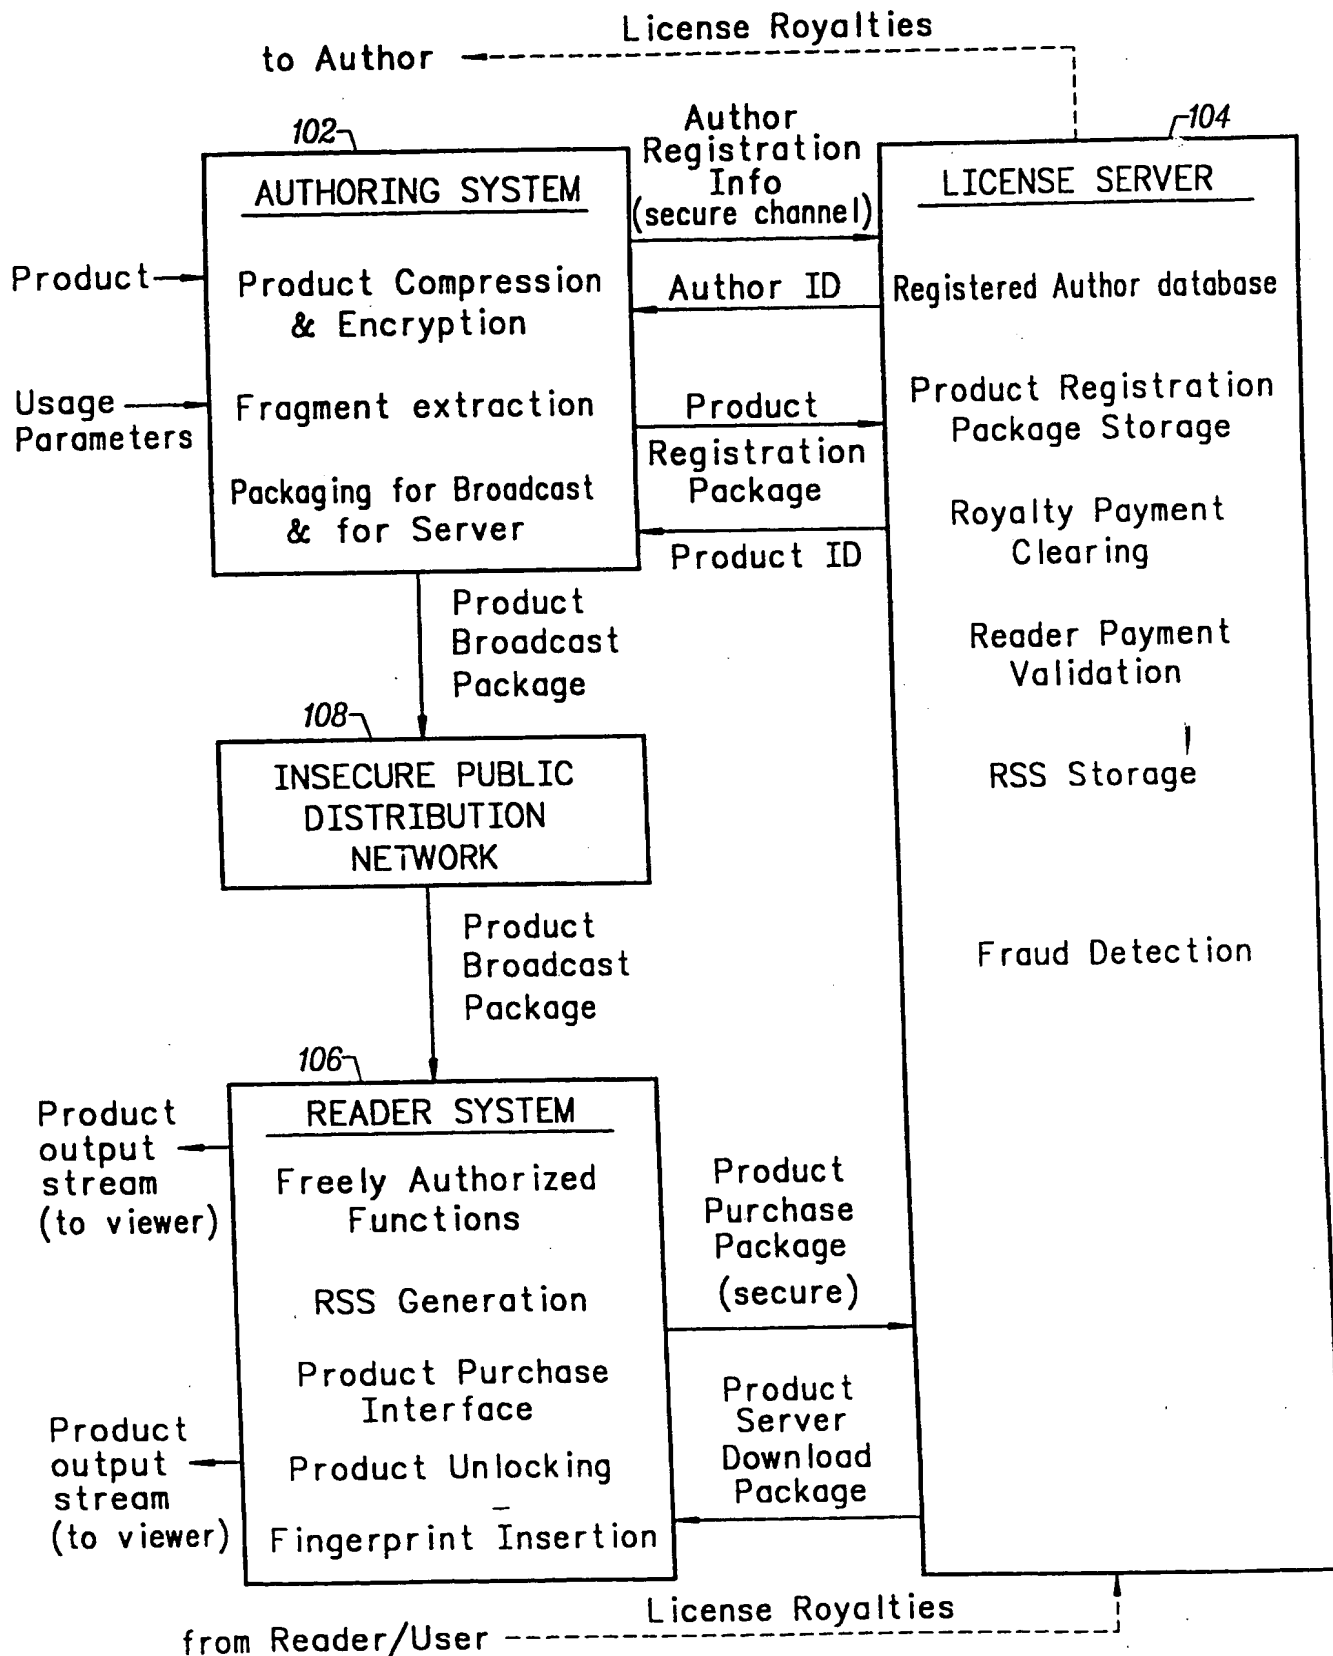 License Royalties
to Author
102
Author
Registration
Info
(secure channel)
104
AUTHORING SYSTEM
LICENSE SERVER
Product
Product Compression
& Encryption
Author ID
Registered Author database
Usage
Parameters
Fragment extraction
Product
Registration
Package
Product Registration
Package Storage
Packaging for Broadcast
& for Server
Product ID
Royalty Payment
Clearing
Product
Broadcast
Package
Reader Payment
Validation
108
INSECURE PUBLIC
DISTRIBUTION
NETWORK
RSS Storage
Product
Broadcast
Package
Fraud Detection
106
READER SYSTEM
Product
output
stream
(to viewer)
Freely Authorized
Functions
Product
Purchase
Package
(secure)
RSS Generation
Product Purchase
Interface
Product
Server
Download
Package
Product
output
stream
(to viewer)
Product Unlocking
Fingerprint Insertion
License Royalties
from Reader/User